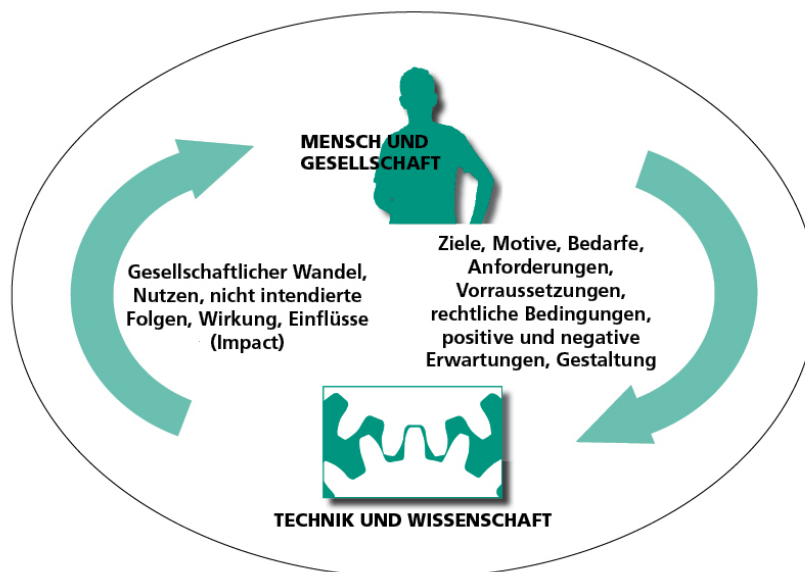 MENSCH UND
GESELLSCHAFT
Gesellschaftlicher Wandel,
Nutzen, nicht intendierte
Folgen, Wirkung, Einflüsse
(Impact)
Ziele, Motive, Bedarfe,
Anforderungen,
Vorraussetzungen,
rechtliche Bedingungen,
positive und negative
Erwartungen, Gestaltung
TECHNIK UND WISSENSCHAFT